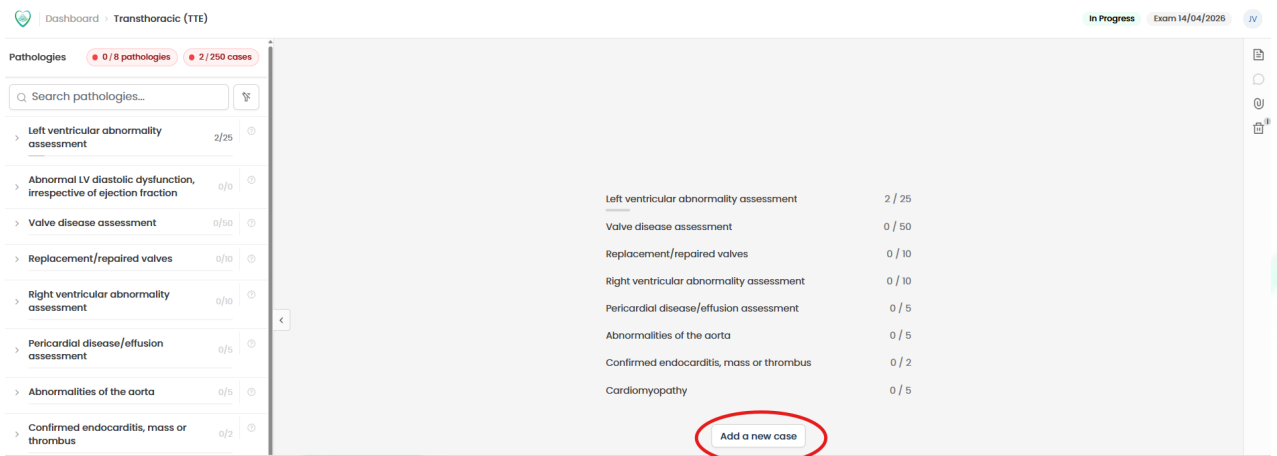 Dashboard > Transthoracic (TTE)
In Progress Exam 14/04/2026 JV
Pathologies 0/8 pathologies 2/250 cases
Search pathologies...
Left ventricular abnormality
assessment
2/25
Abnormal LV diastolic dysfunction,
irrespective of ejection fraction
0/0
Valve disease assessment 0/50
Replacement/repaired valves 0/10
Right ventricular abnormality
assessment
0/10
Pericardial disease/effusion
assessment
0/5
Abnormalities of the aorta 0/5
Confirmed endocarditis, mass or
thrombus
0/2
Left ventricular abnormality assessment 2 / 25
Valve disease assessment 0 / 50
Replacement/repaired valves 0 / 10
Right ventricular abnormality assessment 0 / 10
Pericardial disease/effusion assessment 0 / 5
Abnormalities of the aorta 0 / 5
Confirmed endocarditis, mass or thrombus 0 / 2
Cardiomyopathy 0 / 5
Add a new case